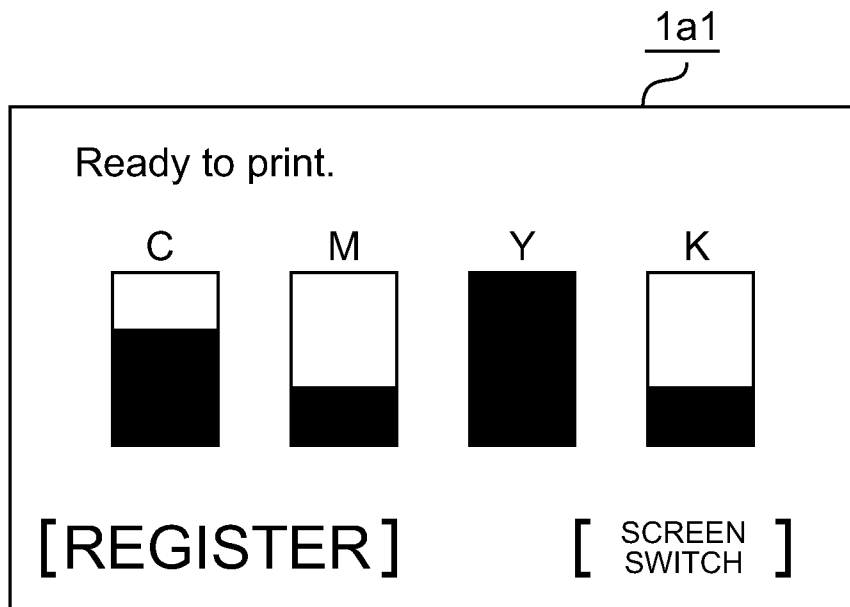 1a1
Ready to print.
C M Y K
[REGISTER] [SCREEN
SWITCH]